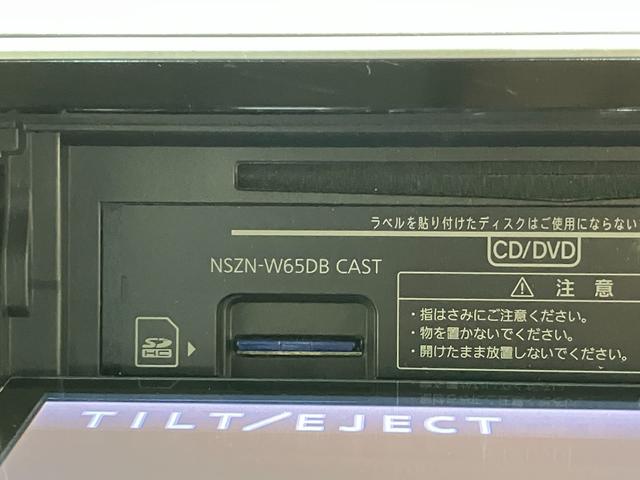 ラベルを貼り付けたディスクはご使用にならない
CD/DVD
NSZN-W65DB CAST
注意
・指はさみにご注意ください。
・物を置かないでください。
・開けたまま放置しないでください。
SD
HC
TILT/EJECT